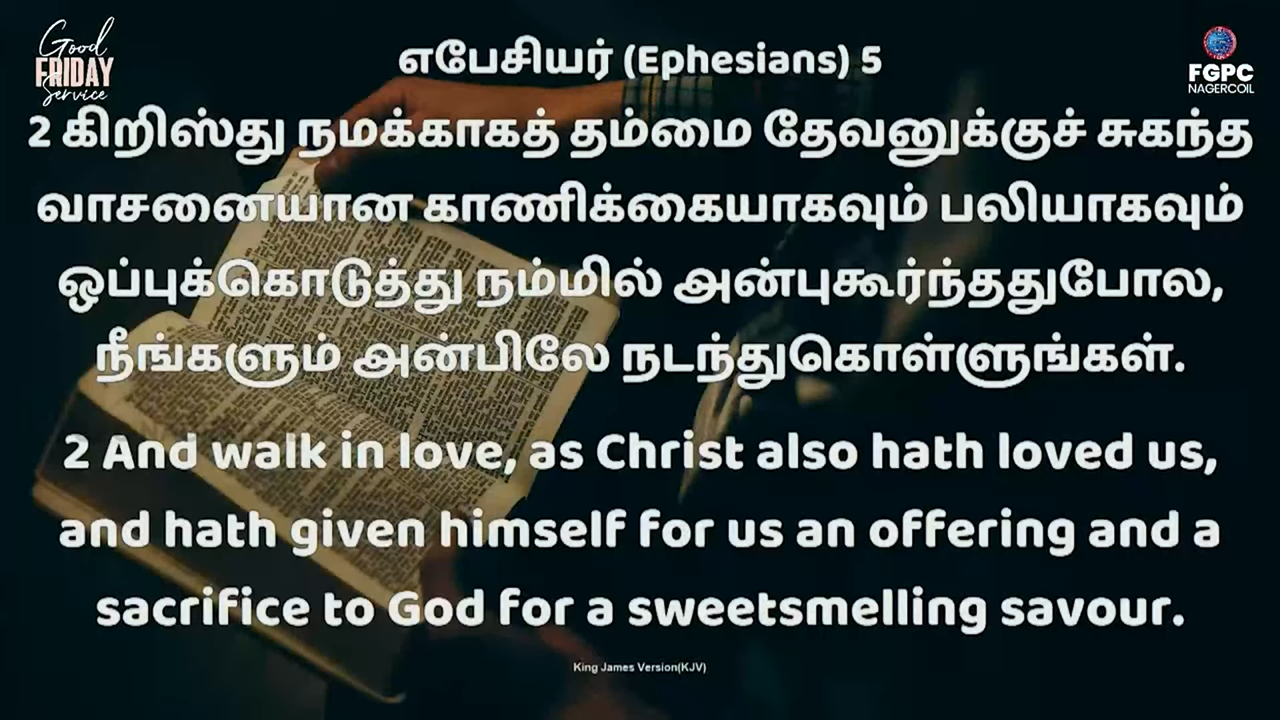 Good
FRIDAY
Service
FGPC
NAGERCOIL
எபேசியர் (Ephesians) 5
2 கிறிஸ்து நமக்காகத் தம்மை தேவனுக்குச் சுகந்த
வாசனையான காணிக்கையாகவும் பலியாகவும்
ஒப்புக்கொடுத்து நம்மில் அன்புகூர்ந்ததுபோல,
நீங்களும் அன்பிலே நடந்துகொள்ளுங்கள்.
2 And walk in love, as Christ also hath loved us,
and hath given himself for us an offering and a
sacrifice to God for a sweetsmelling savour.
King James Version(KJV)